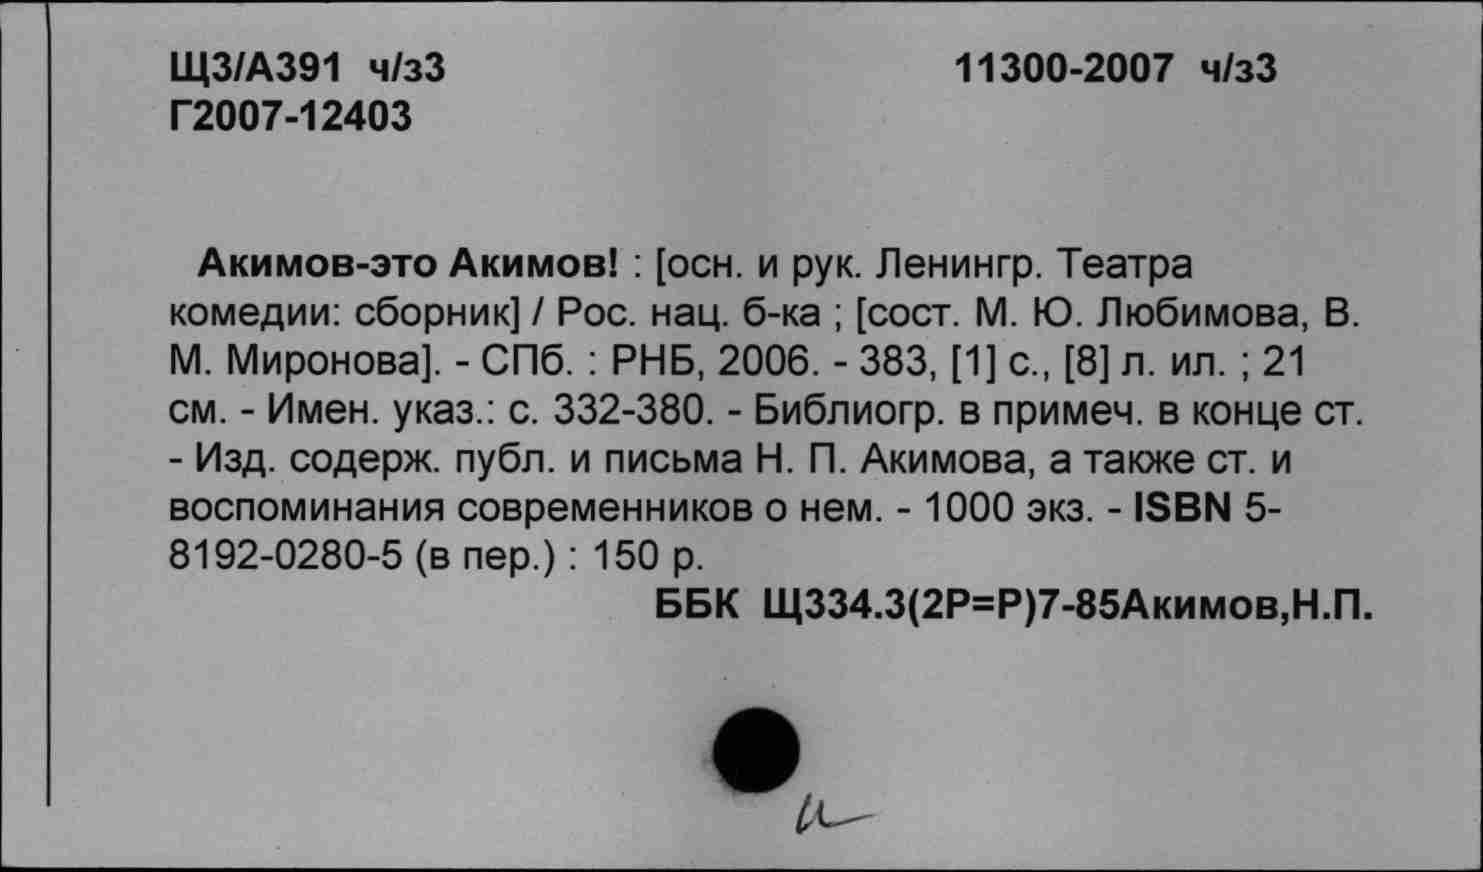 ЩЗ/А391 ч/з3
Г2007-12403
11300-2007 ч/з3
Акимов-это Акимов! : [осн. и рук. Ленингр. Театра
комедии: сборник] / Рос. нац. б-ка ; [сост. М. Ю. Любимова, В.
М. Миронова]. - СПб. : РНБ, 2006. - 383, [1] с., [8] л. ил. ; 21
см. - Имен. указ.: с. 332-380. - Библиогр. в примеч. в конце ст.
- Изд. содерж. публ. и письма Н. П. Акимова, а также ст. и
воспоминания современников о нем. - 1000 экз. - ISBN 5-
8192-0280-5 (в пер.) : 150 р.
ББК Щ334.3(2Р=Р)7-85Акимов,Н.П.